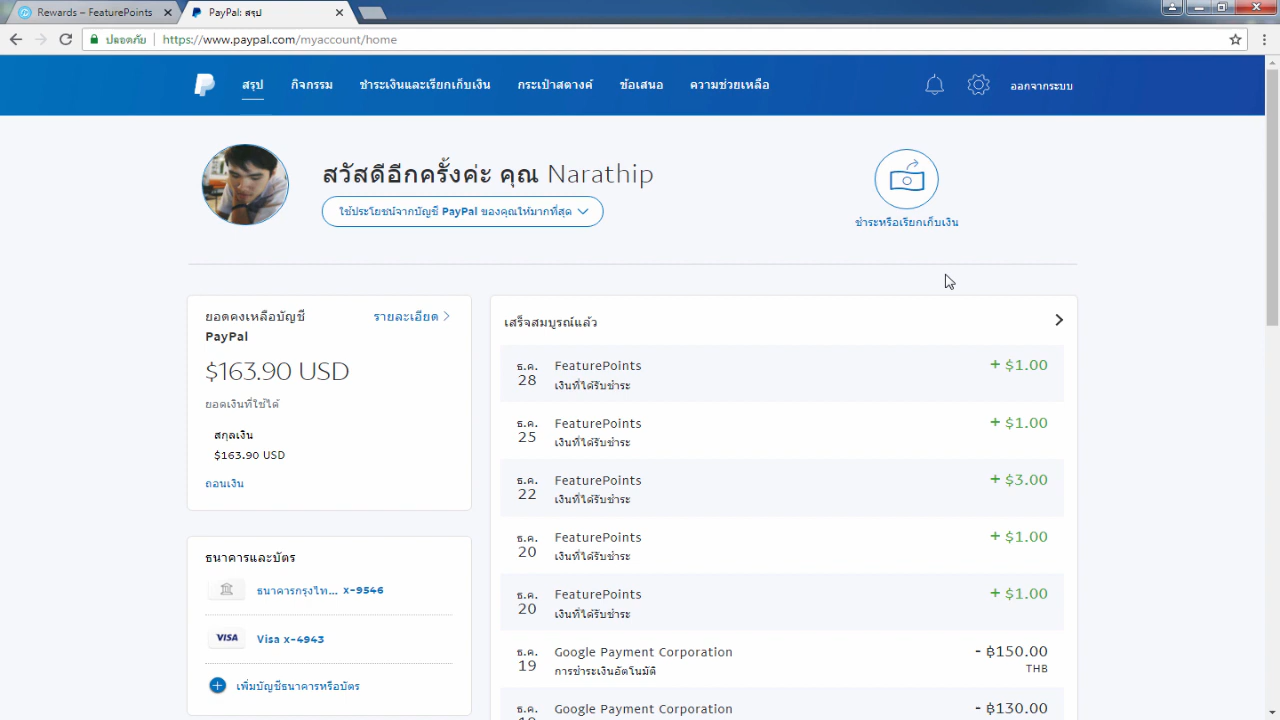 Rewards – FeaturePoints
PayPal: สรุป
ปลอดภัย
https://www.paypal.com/myaccount/home
สรุป
กิจกรรม
ชำระเงินและเรียกเก็บเงิน
กระเป๋าสตางค์
ข้อเสนอ
ความช่วยเหลือ
ออกจากระบบ
สวัสดีอีกครั้งค่ะ คุณ Narathip
ใช้ประโยชน์จากบัญชี PayPal ของคุณให้มากที่สุด
ชำระหรือเรียกเก็บเงิน
ยอดคงเหลือบัญชี
PayPal
รายละเอียด
$163.90 USD
ยอดเงินที่ใช้ได้
สกุลเงิน
$163.90 USD
ถอนเงิน
ธนาคารและบัตร
ธนาคารกรุงไทย... x-9546
VISA
Visa x-4943
เพิ่มบัญชีธนาคารหรือบัตร
เสร็จสมบูรณ์แล้ว
ธ.ค. 28 FeaturePoints + $1.00
เงินที่ได้รับชำระ
ธ.ค. 25 FeaturePoints + $1.00
เงินที่ได้รับชำระ
ธ.ค. 22 FeaturePoints + $3.00
เงินที่ได้รับชำระ
ธ.ค. 20 FeaturePoints + $1.00
เงินที่ได้รับชำระ
ธ.ค. 20 FeaturePoints + $1.00
เงินที่ได้รับชำระ
ธ.ค. 19 Google Payment Corporation - ฿150.00
การชำระเงินอัตโนมัติ THB
ธ.ค. Google Payment Corporation - ฿130.00